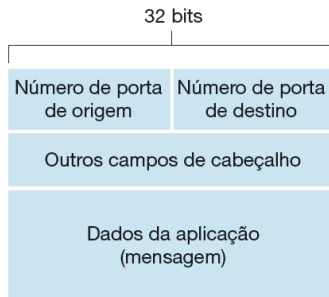 32 bits
Número de porta
de origem
Número de porta
de destino
Outros campos de cabeçalho
Dados da aplicação
(mensagem)